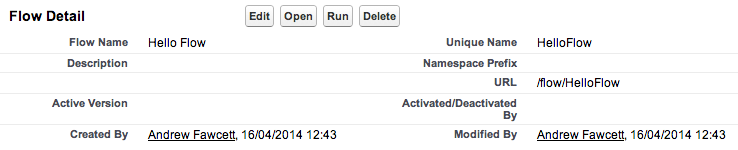 Flow Detail Edit Open Run Delete
Flow Name Hello Flow Unique Name HelloFlow
Description Namespace Prefix
URL /flow/HelloFlow
Active Version Activated/Deactivated
By
Created By Andrew Fawcett, 16/04/2014 12:43 Modified By Andrew Fawcett, 16/04/2014 12:43